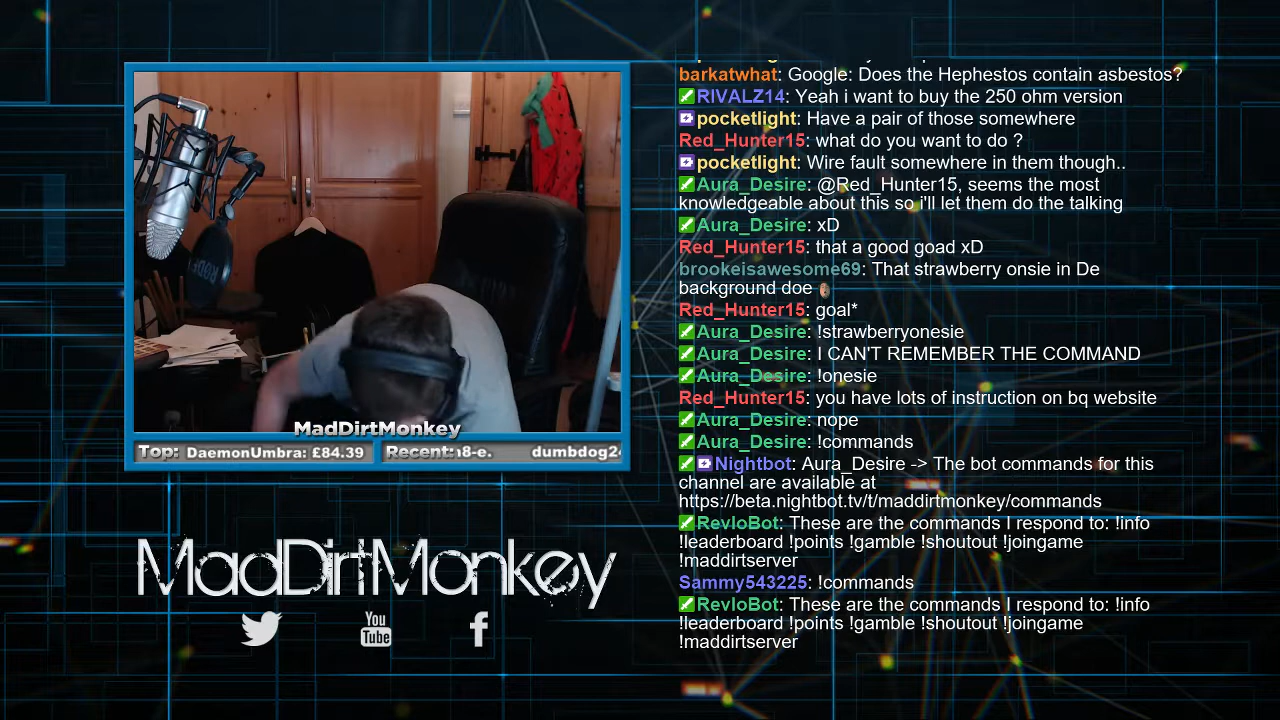 barkatwhat: Google: Does the Hephestos contain asbestos?
RIVALZ14: Yeah i want to buy the 250 ohm version
pocketlight: Have a pair of those somewhere
Red_Hunter15: what do you want to do ?
pocketlight: Wire fault somewhere in them though..
Aura_Desire: @Red_Hunter15, seems the most
knowledgeable about this so i'll let them do the talking
Aura_Desire: xD
Red_Hunter15: that a good goad xD
brookeisawesome69: That strawberry onsie in De
background doe
Red_Hunter15: goal*
Aura_Desire: !strawberryonesie
Aura_Desire: I CAN'T REMEMBER THE COMMAND
Aura_Desire: !onesie
Red_Hunter15: you have lots of instruction on bq website
Aura_Desire: nope
Aura_Desire: !commands
Nightbot: Aura_Desire -> The bot commands for this
channel are available at
https://beta.nightbot.tv/t/maddirtmonkey/commands
RevloBot: These are the commands I respond to: !info
!leaderboard !points !gamble !shoutout !joingame
!maddirtserver
Sammy543225: !commands
RevloBot: These are the commands I respond to: !info
!leaderboard !points !gamble !shoutout !joingame
!maddirtserver
RØDE
MadDirtMonkey
Top: DaemonUmbra: £84.39
Recent: 8-e. dumbdog24
MadDirtMonkey
You
Tube